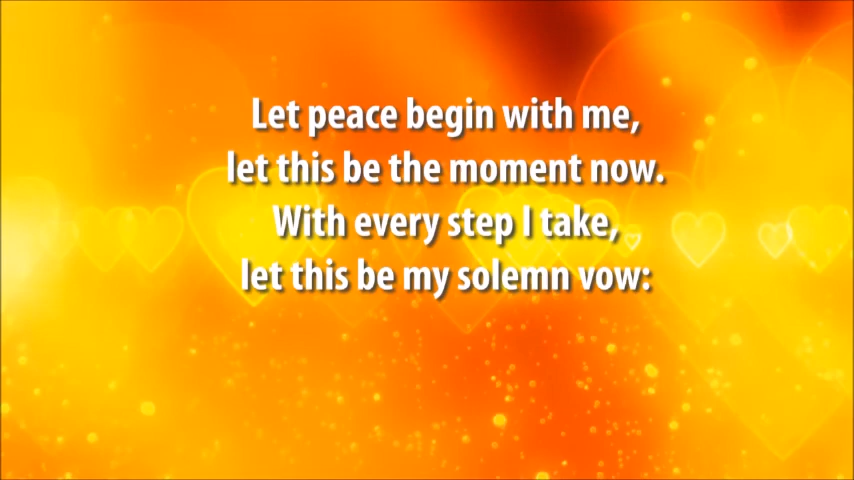 Let peace begin with me,
let this be the moment now.
With every step I take,
let this be my solemn vow: